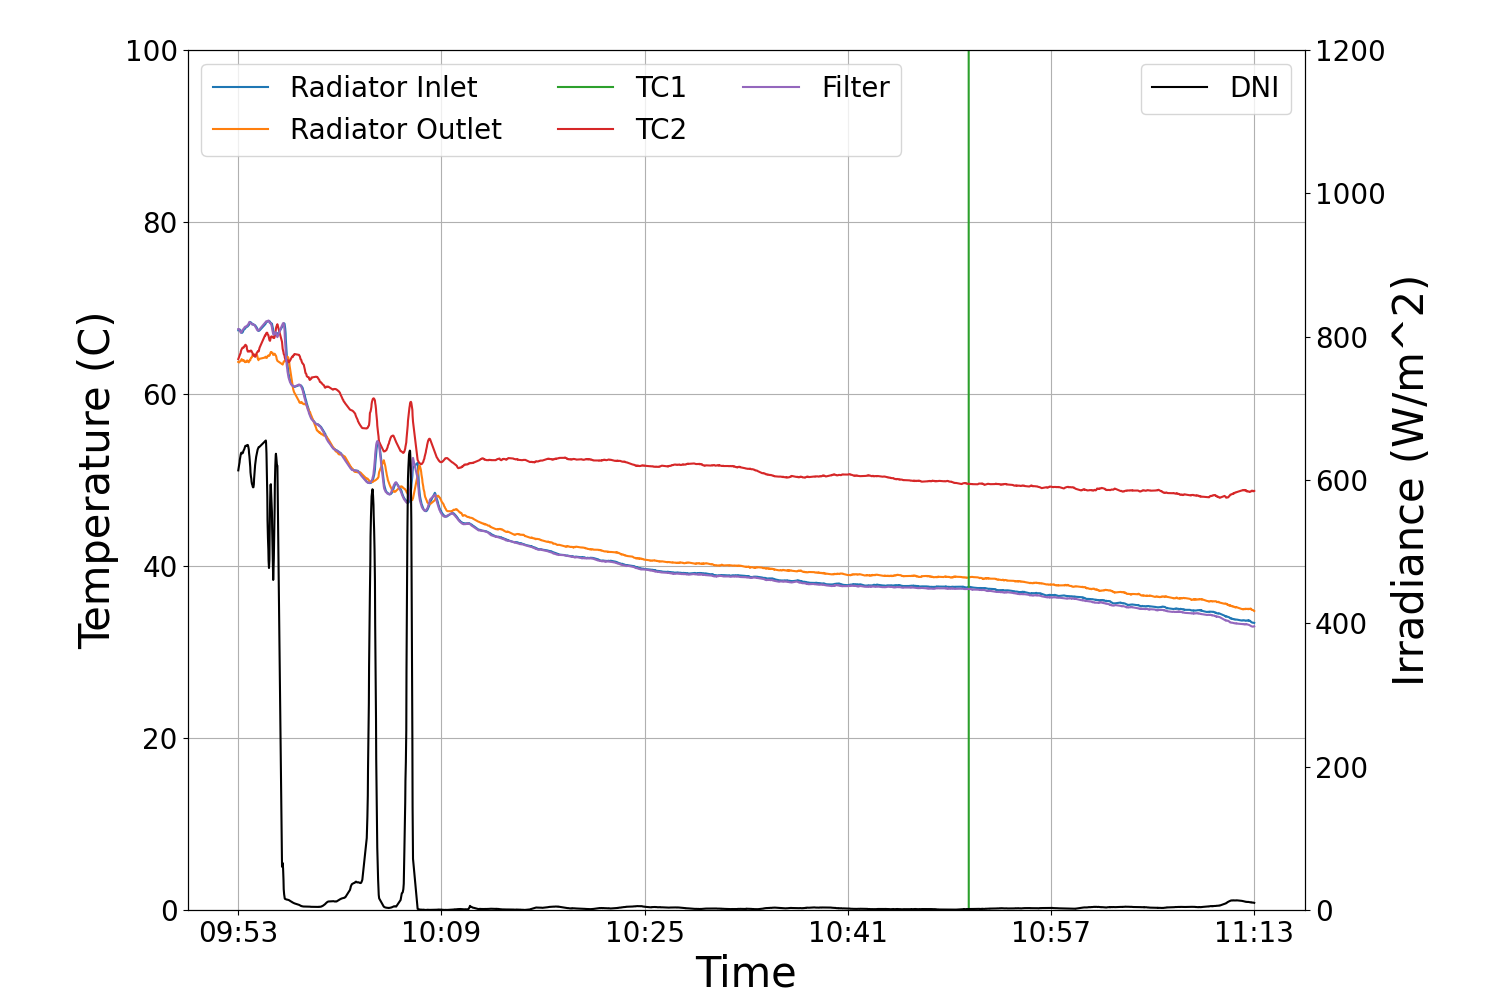 100
80
60
40
20
0
Temperature (C)
Radiator Inlet
Radiator Outlet
TC1
TC2
Filter
DNI
1200
1000
800
600
400
200
0
Irradiance (W/m^2)
09:53 10:09 10:25 10:41 10:57 11:13
Time